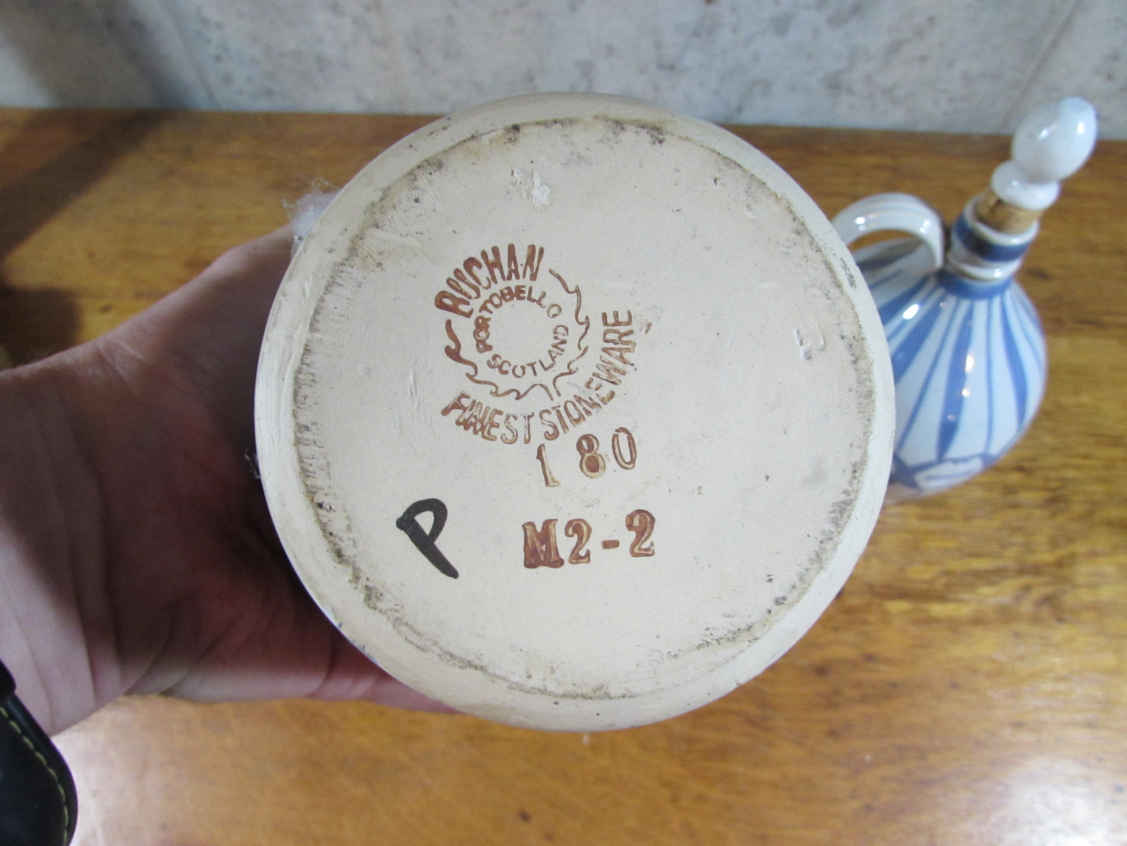 BUCHAN
PORTOBELLO
SCOTLAND
FINEST STONEWARE
180
P
M2-2